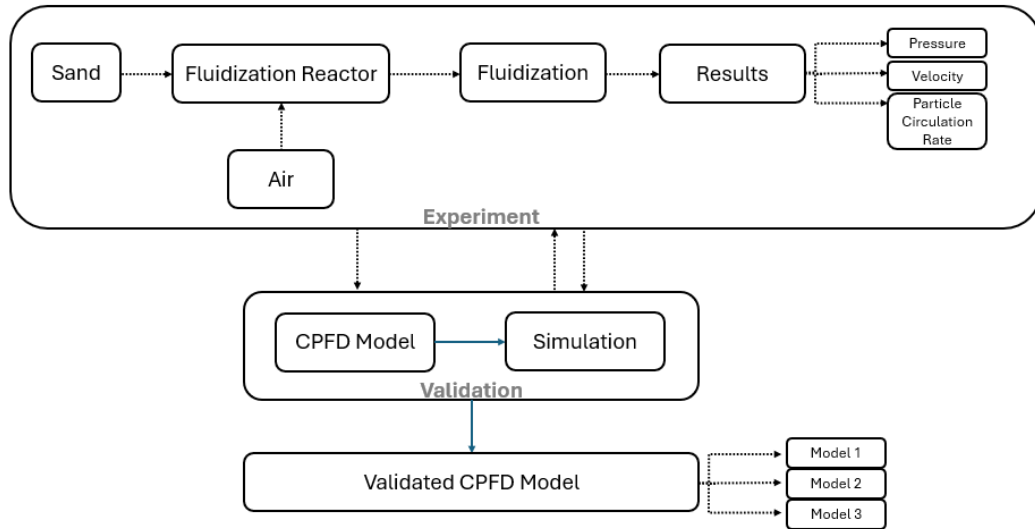 Sand
Fluidization Reactor
Fluidization
Results
Pressure
Velocity
Particle
Circulation
Rate
Air
Experiment
CPFD Model
Simulation
Validation
Validated CPFD Model
Model 1
Model 2
Model 3